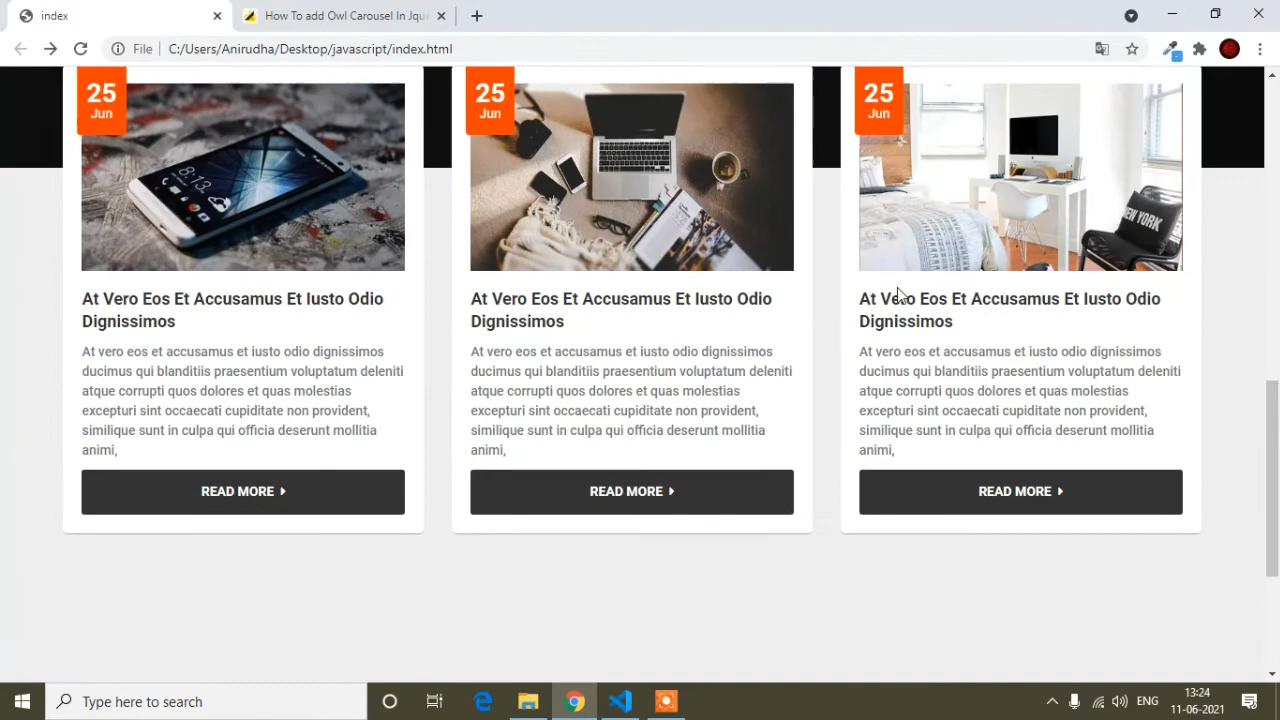 index
How To add Owl Carousel In Jque
File
C:/Users/Anirudha/Desktop/javascript/index.html
25
Jun
25
Jun
25
Jun
8:13
NEW YORK
At Vero Eos Et Accusamus Et Iusto Odio
Dignissimos
At vero eos et accusamus et iusto odio dignissimos
ducimus qui blanditiis praesentium voluptatum deleniti
atque corrupti quos dolores et quas molestias
excepturi sint occaecati cupiditate non provident,
similique sunt in culpa qui officia deserunt mollitia
animi,
READ MORE
At Vero Eos Et Accusamus Et Iusto Odio
Dignissimos
At vero eos et accusamus et iusto odio dignissimos
ducimus qui blanditiis praesentium voluptatum deleniti
atque corrupti quos dolores et quas molestias
excepturi sint occaecati cupiditate non provident,
similique sunt in culpa qui officia deserunt mollitia
animi,
READ MORE
At Vero Eos Et Accusamus Et Iusto Odio
Dignissimos
At vero eos et accusamus et iusto odio dignissimos
ducimus qui blanditiis praesentium voluptatum deleniti
atque corrupti quos dolores et quas molestias
excepturi sint occaecati cupiditate non provident,
similique sunt in culpa qui officia deserunt mollitia
animi,
READ MORE
Type here to search
ENG
13:24
11-06-2021